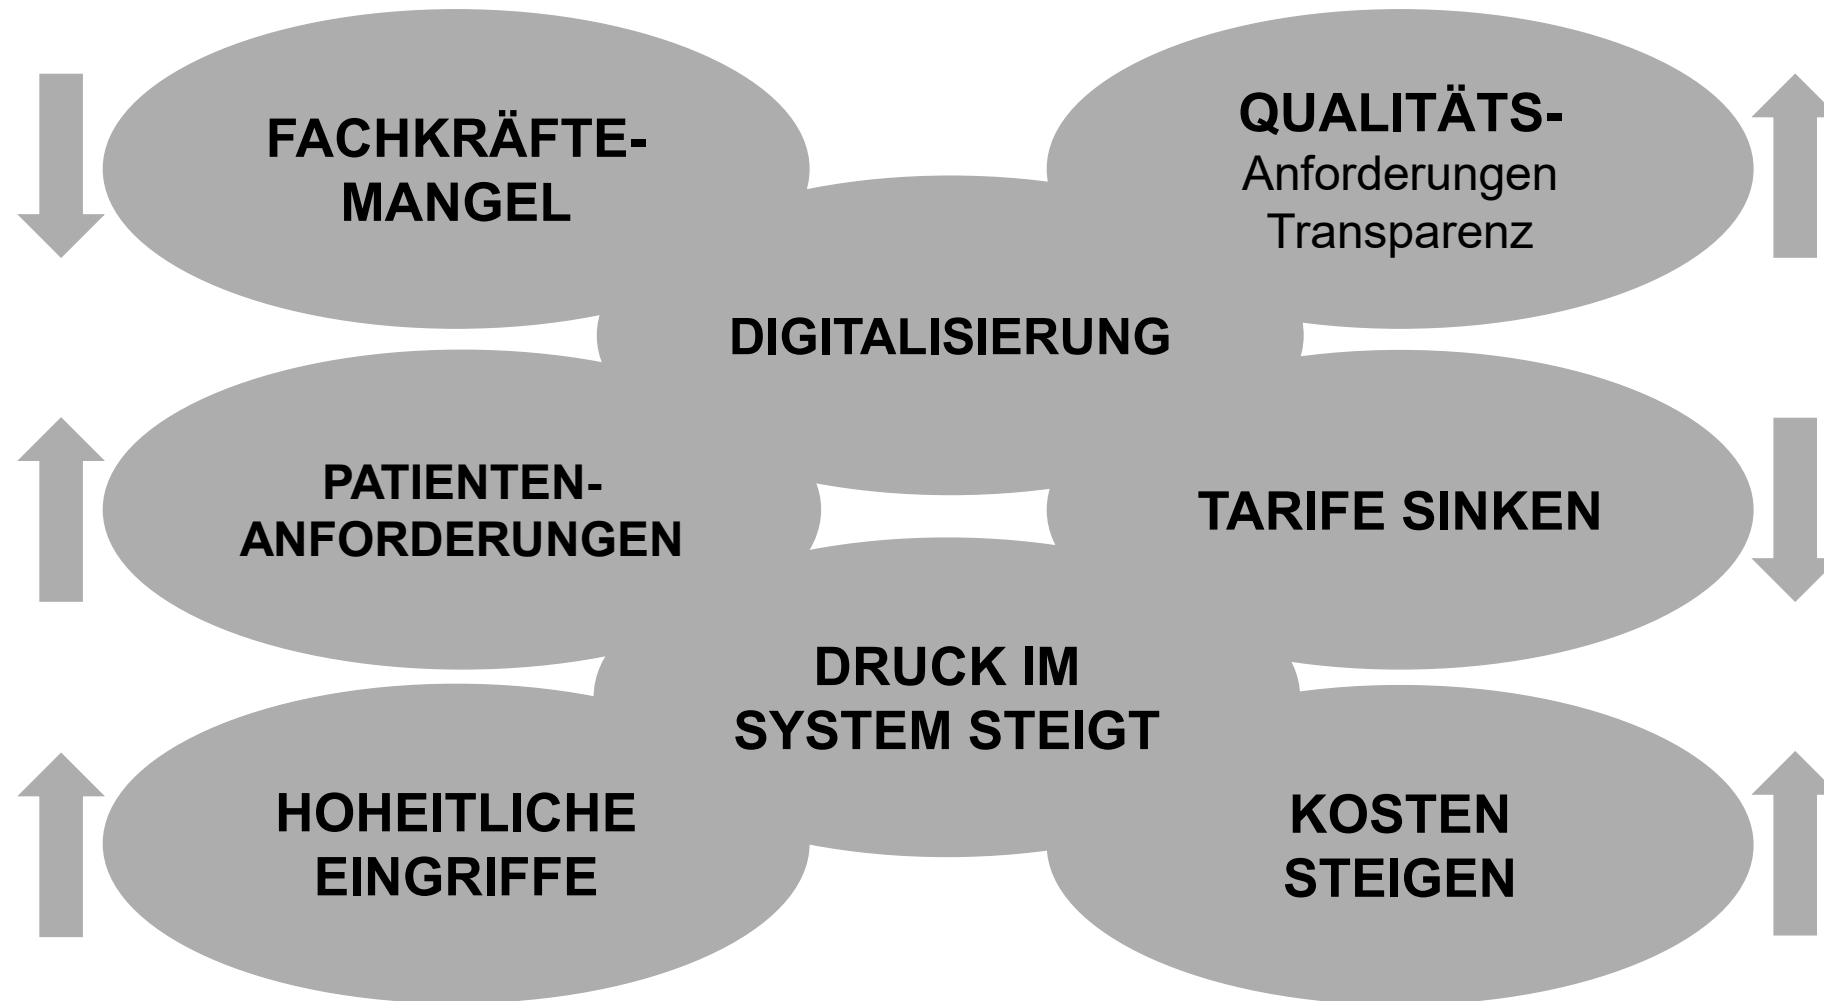 FACHKRÄFTE-
MANGEL
QUALITÄTS-
Anforderungen
Transparenz
DIGITALISIERUNG
PATIENTEN-
ANFORDERUNGEN
TARIFE SINKEN
DRUCK IM
SYSTEM STEIGT
HOHEITLICHE
EINGRIFFE
KOSTEN
STEIGEN